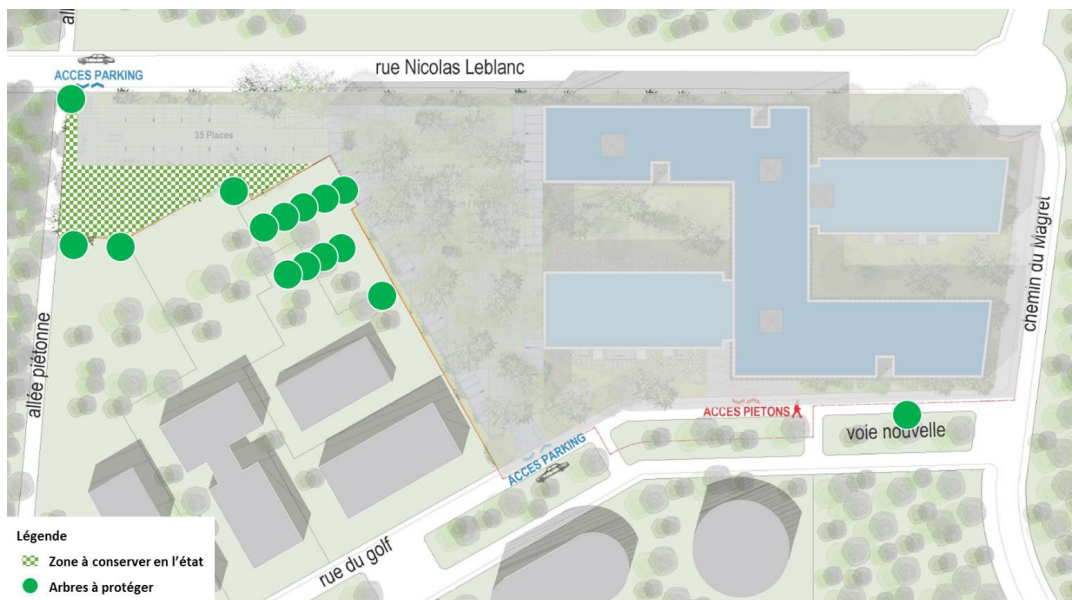 al
ACCES PARKING
rue Nicolas Leblanc
35 Places
chemin du Magret
allée piétonne
ACCES PIETONS
voie nouvelle
ACCES PARKING
rue du golf
Légende
Zone à conserver en l'état
Arbres à protéger